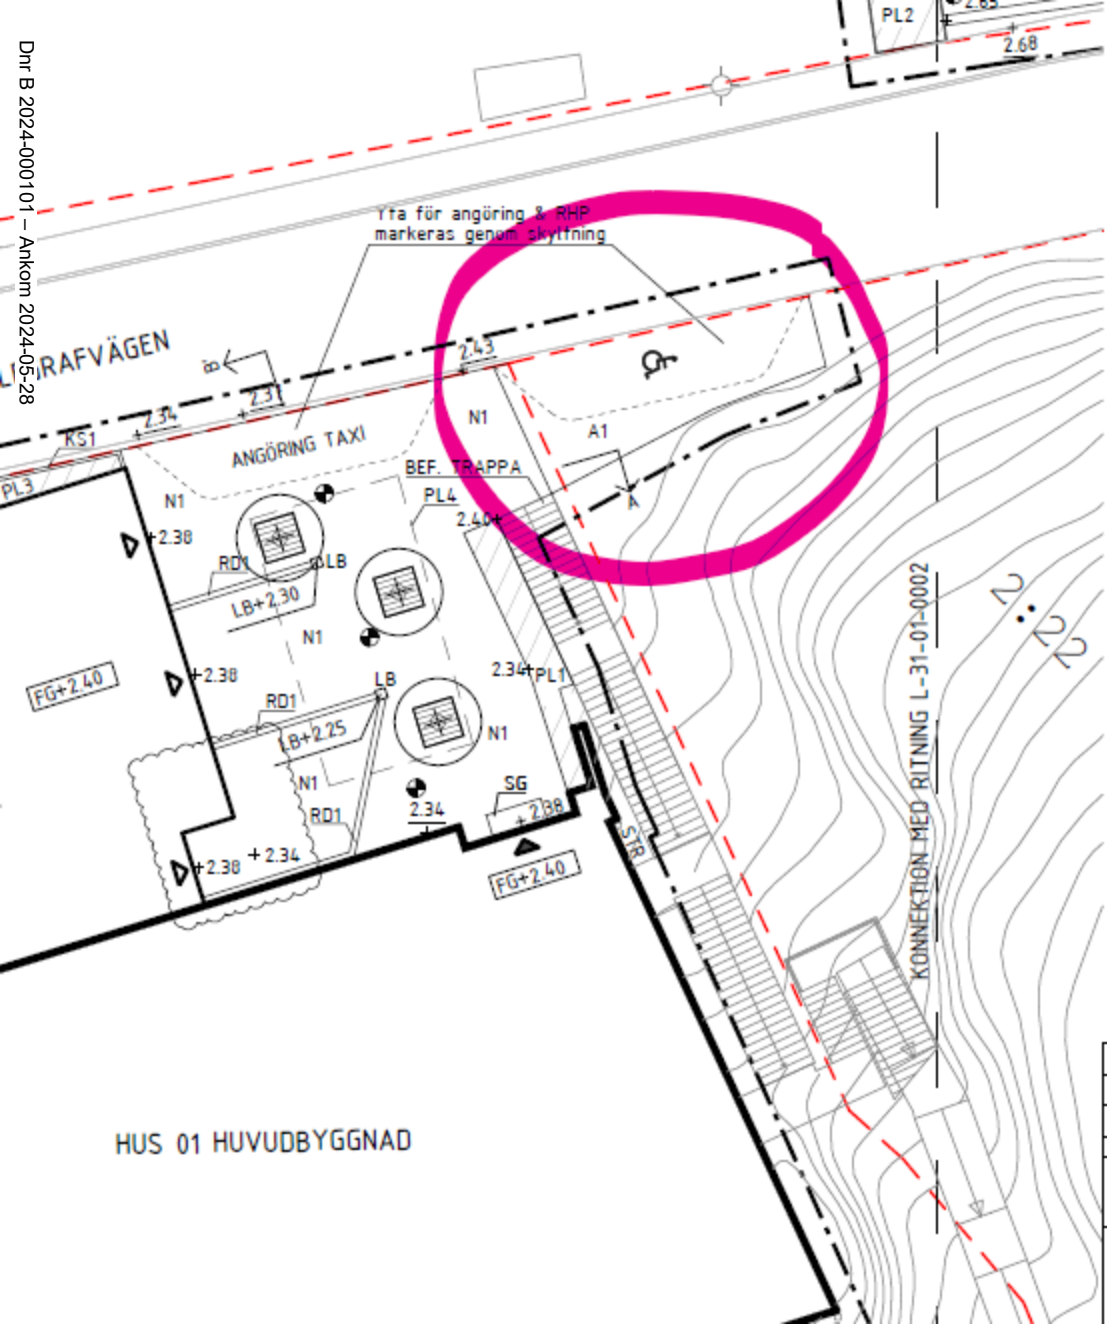 Dnr B 2024-000101 – Ankom 2024-05-28
PL2
2.65
2.68
Yta för angöring & RHP
markeras genom skyltning
GRAFVÄGEN
B
2.43
2.37
2.34
KS1
PL3
ANGÖRING TAXI
N1
A1
BEF. TRAPPA
N1
PL4
A
2.40
2.38
RD1
LB
LB+2.30
N1
2.38
FG+2.40
2.34
PL1
LB
RD1
LB+2.25
N1
N1
SG
RD1
2.34
2.38
STR
2.38
2.34
FG+2.40
KONNEKTION MED RITNING L-31-01-0002
2:22
HUS 01 HUVUDBYGGNAD